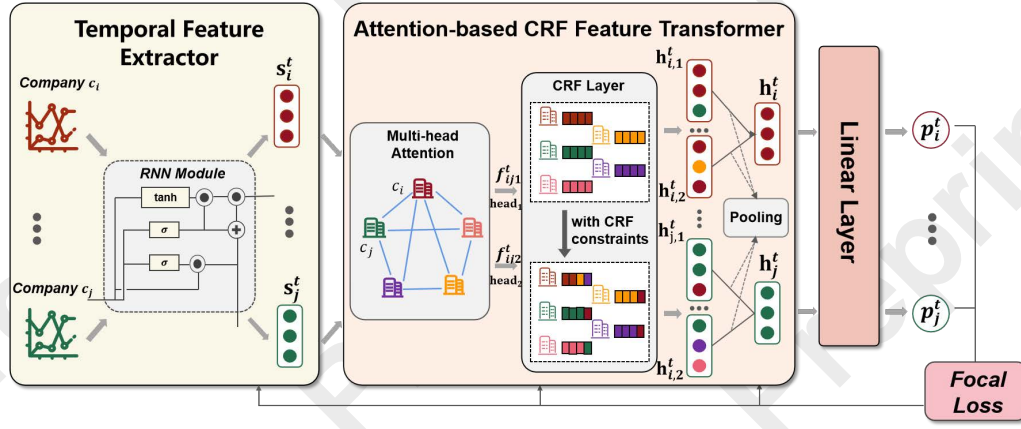 Temporal Feature
Extractor
Company c_i
s_i^t
RNN Module
tanh
σ
σ
Company c_j
s_j^t
Attention-based CRF Feature Transformer
Multi-head
Attention
c_i
c_j
f_{ij1}^t
head_1
f_{ij2}^t
head_2
CRF Layer
with CRF
constraints
h_{i,1}^t
h_{i,2}^t
h_{j,1}^t
h_{i,2}^t
h_i^t
Pooling
h_j^t
Linear Layer
p_i^t
p_j^t
Focal
Loss
Preprin